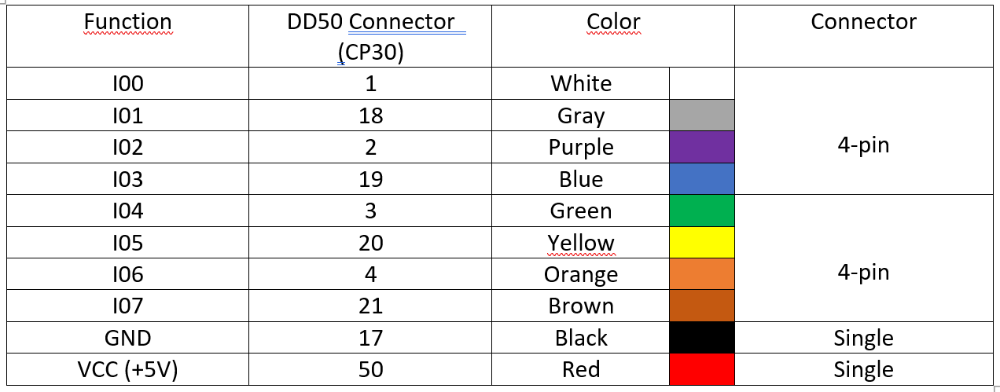 Function DD50 Connector (CP30) Color Connector
I00 1 White 4-pin
I01 18 Gray
I02 2 Purple
I03 19 Blue
I04 3 Green 4-pin
I05 20 Yellow
I06 4 Orange
I07 21 Brown
GND 17 Black Single
VCC (+5V) 50 Red Single